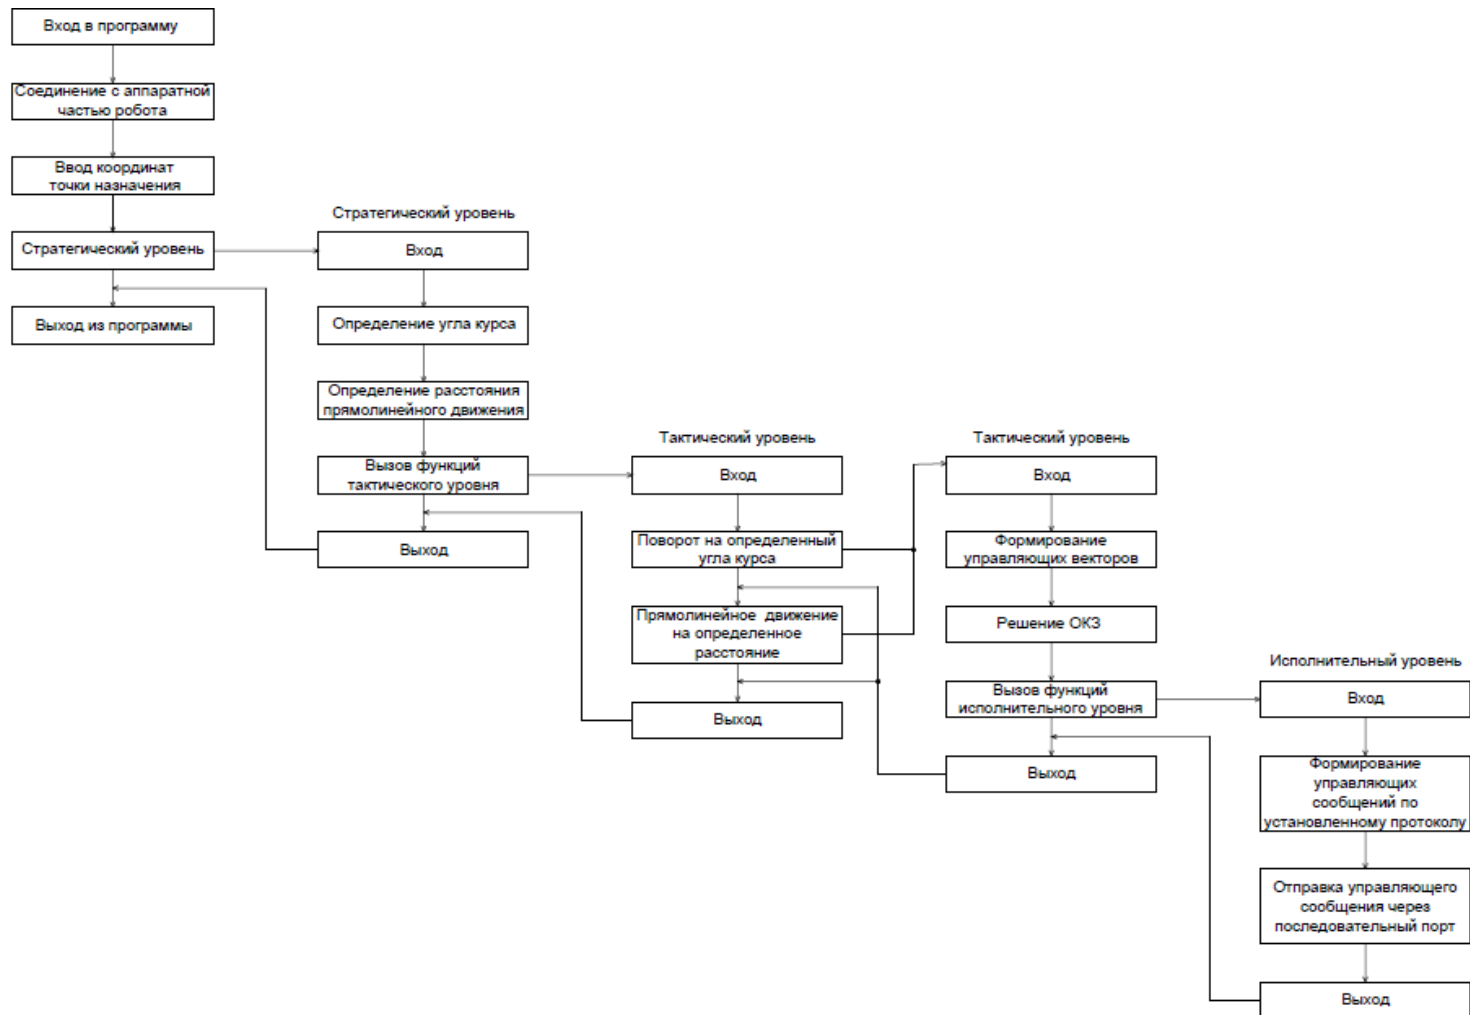 Вход в программу
Соединение с аппаратной
частью робота
Ввод координат
точки назначения
Стратегический уровень
Выход из программы
Стратегический уровень
Вход
Определение угла курса
Определение расстояния
прямолинейного движения
Вызов функций
тактического уровня
Выход
Тактический уровень
Вход
Поворот на определенный
угла курса
Прямолинейное движение
на определенное
расстояние
Выход
Тактический уровень
Вход
Формирование
управляющих векторов
Решение ОКЗ
Вызов функций
исполнительного уровня
Выход
Исполнительный уровень
Вход
Формирование
управляющих
сообщений по
установленному протоколу
Отправка управляющего
сообщения через
последовательный порт
Выход